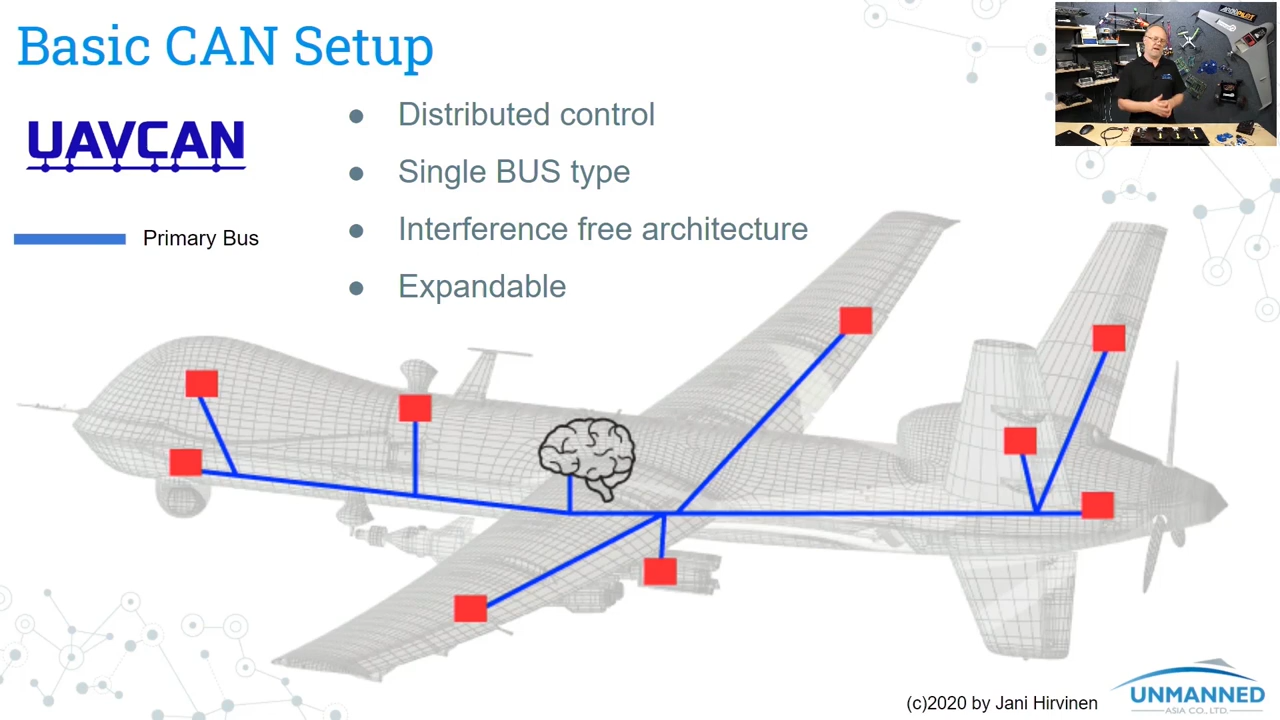 Basic CAN Setup
UAVCAN
Primary Bus
Distributed control
Single BUS type
Interference free architecture
Expandable
(c)2020 by Jani Hirvinen
UNMANNED
ASIA CO., LTD.
ARDUPILOT